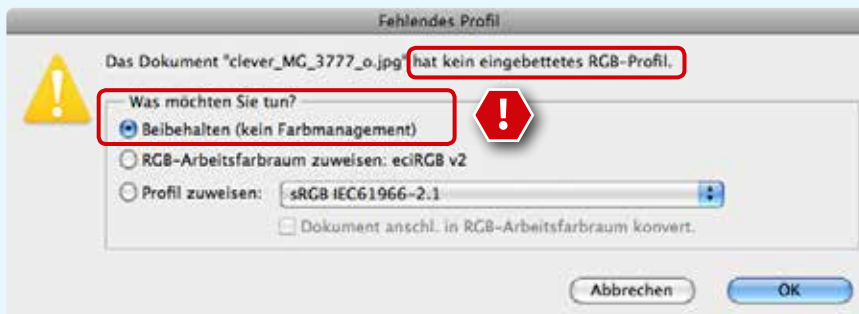 Fehlendes Profil
Das Dokument "clever_MG_3777_o.jpg" hat kein eingebettetes RGB-Profil.
Was möchten Sie tun?
Beibehalten (kein Farbmanagement)
!
RGB-Arbeitsfarbraum zuweisen: eciRGB v2
Profil zuweisen: sRGB IEC61966-2.1
Dokument anschl. in RGB-Arbeitsfarbraum konvert.
Abbrechen OK